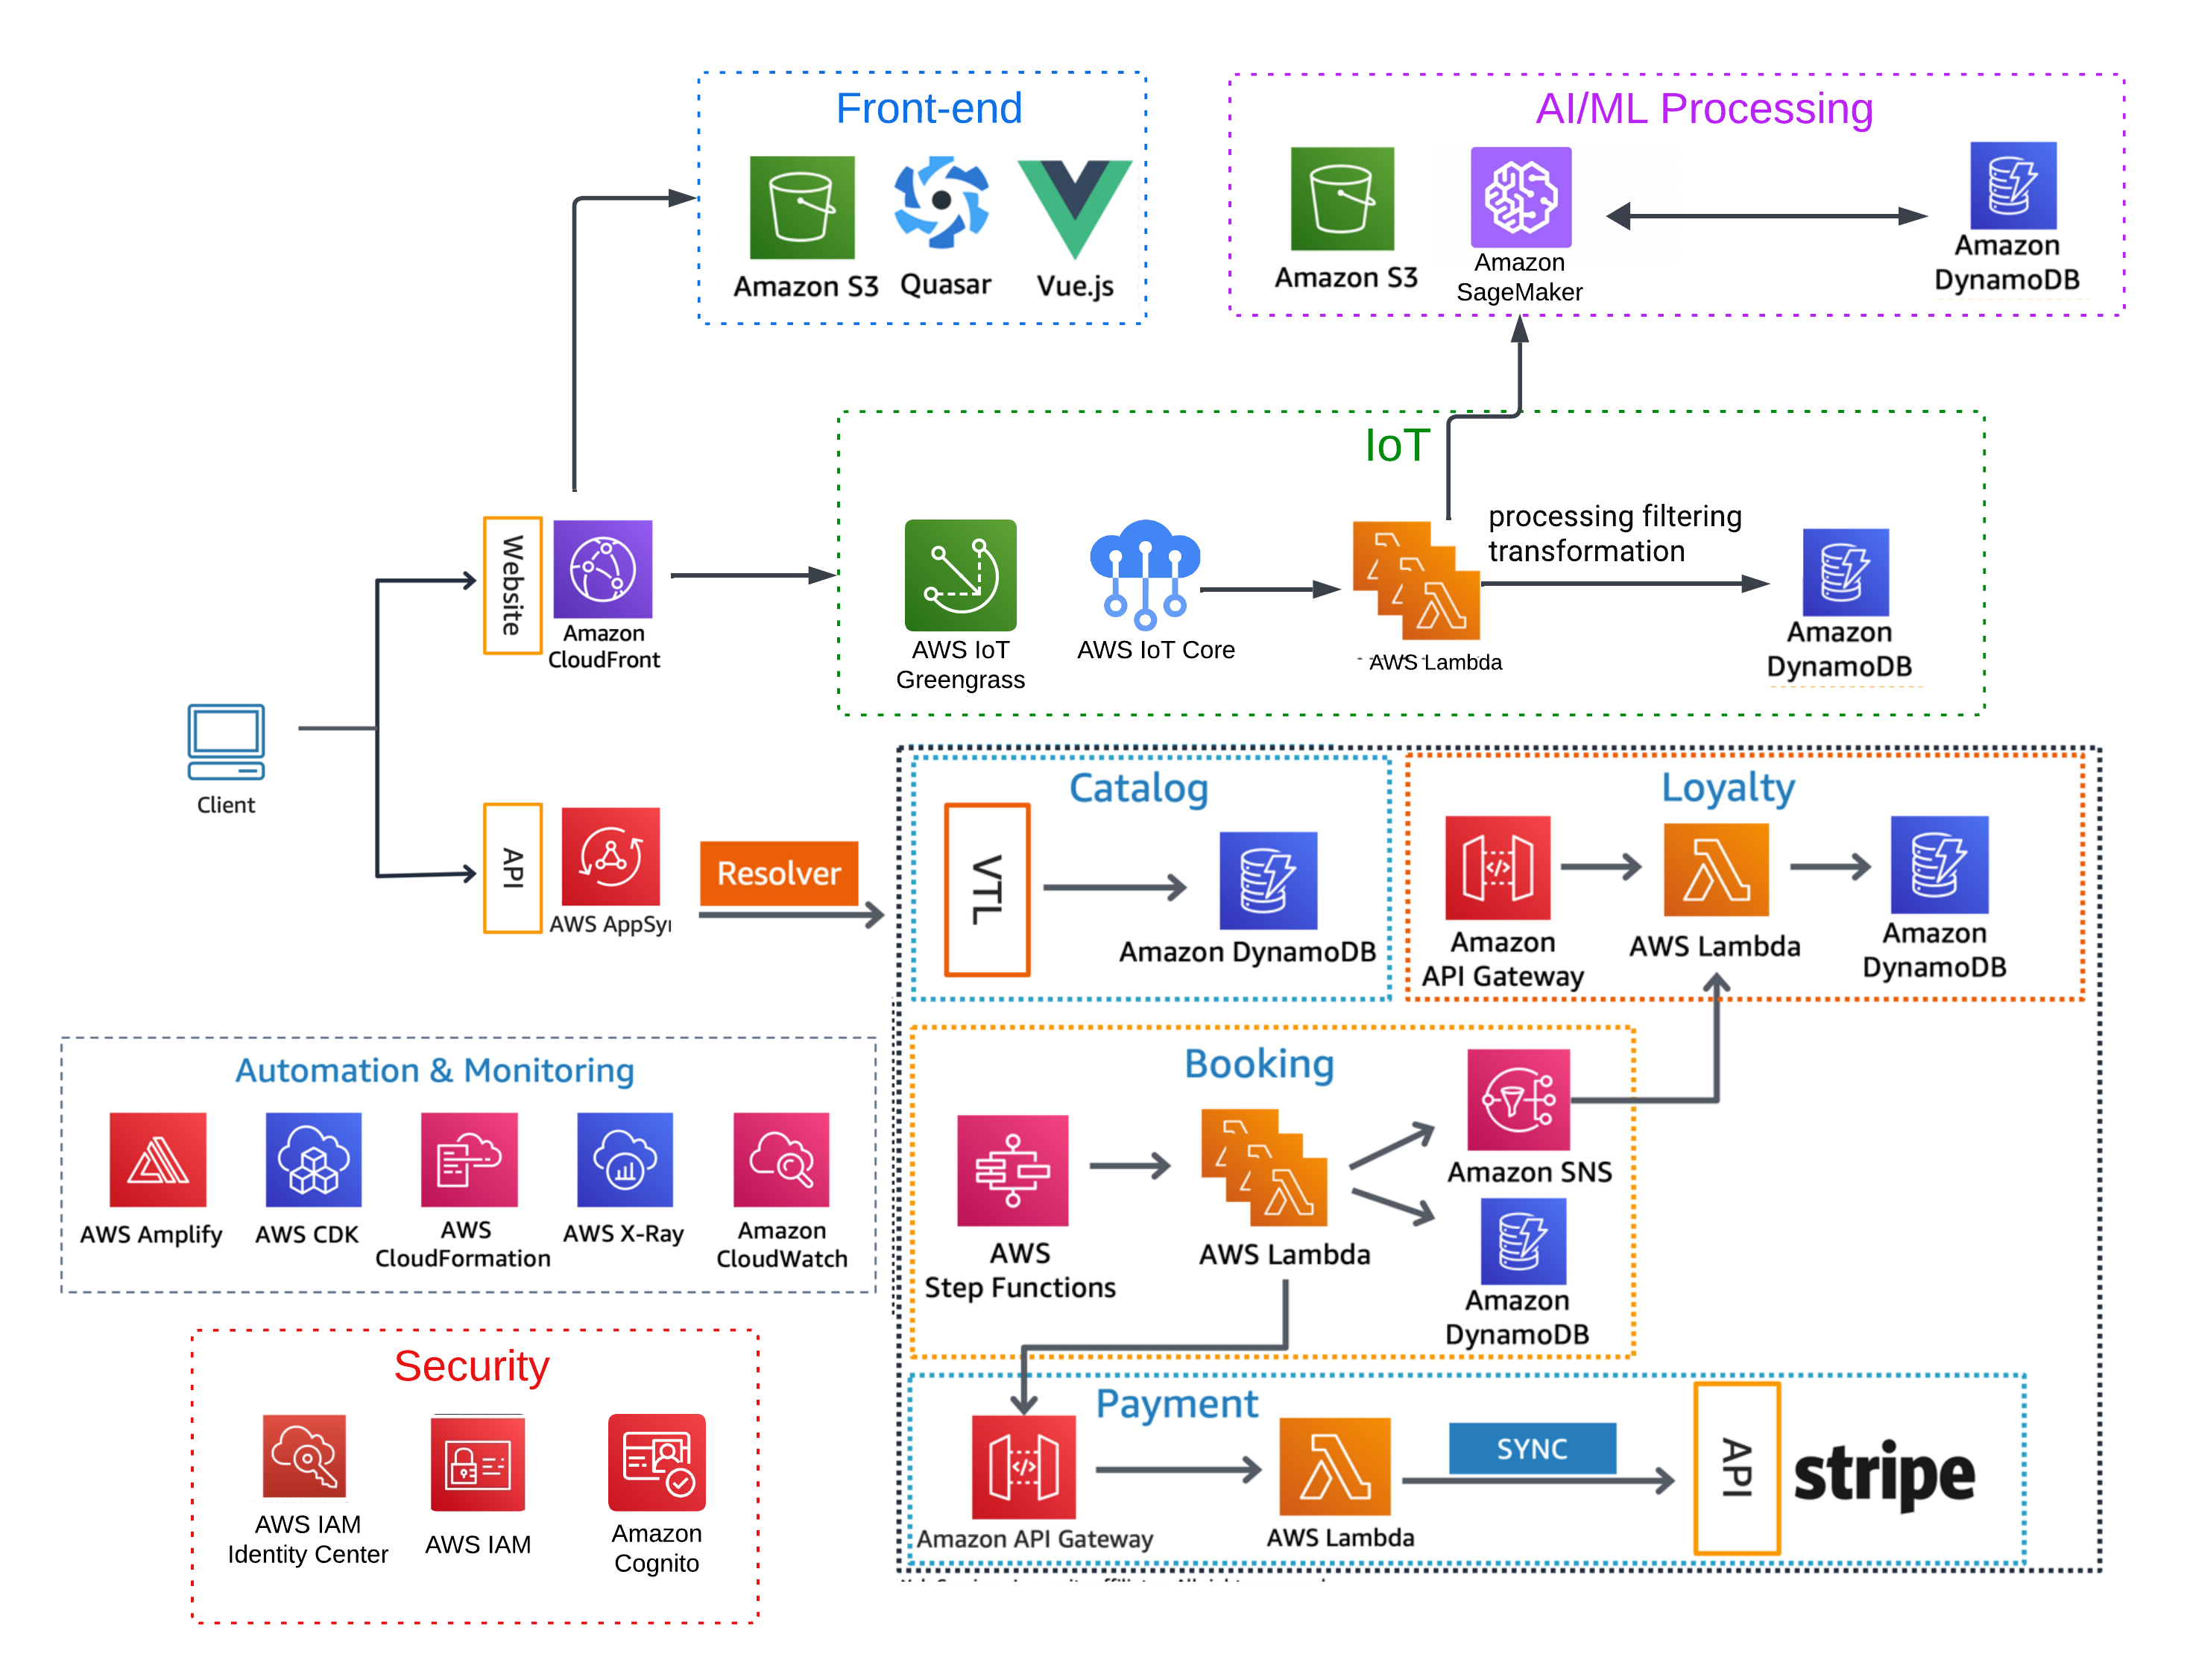 Front-end
Amazon S3
Quasar
Vue.js
AI/ML Processing
Amazon S3
Amazon
SageMaker
Amazon
DynamoDB
IoT
AWS IoT
Greengrass
AWS IoT Core
AWS Lambda
processing filtering
transformation
Amazon
DynamoDB
Website
Amazon
CloudFront
Client
API
AWS AppSy
Resolver
Catalog
VTL
Amazon DynamoDB
Loyalty
Amazon
API Gateway
AWS Lambda
Amazon
DynamoDB
Automation & Monitoring
AWS Amplify
AWS CDK
AWS
CloudFormation
AWS X-Ray
Amazon
CloudWatch
Booking
AWS
Step Functions
AWS Lambda
Amazon SNS
Amazon
DynamoDB
Security
AWS IAM
Identity Center
AWS IAM
Amazon
Cognito
Payment
Amazon API Gateway
AWS Lambda
SYNC
API
stripe